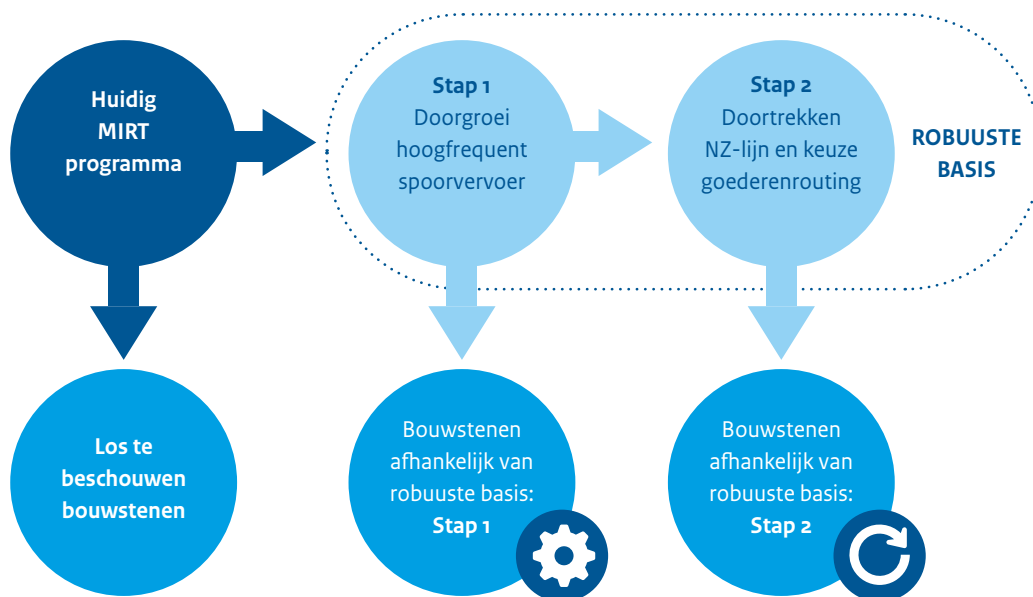 Huidig
MIRT
programma
Stap 1
Doorgroei
hoogfrequent
spoorvervoer
Stap 2
Doortrekken
NZ-lijn en keuze
goederenrouting
ROBUUSTE
BASIS
Los te
beschouwen
bouwstenen
Bouwstenen
afhankelijk van
robuuste basis:
Stap 1
Bouwstenen
afhankelijk van
robuuste basis:
Stap 2